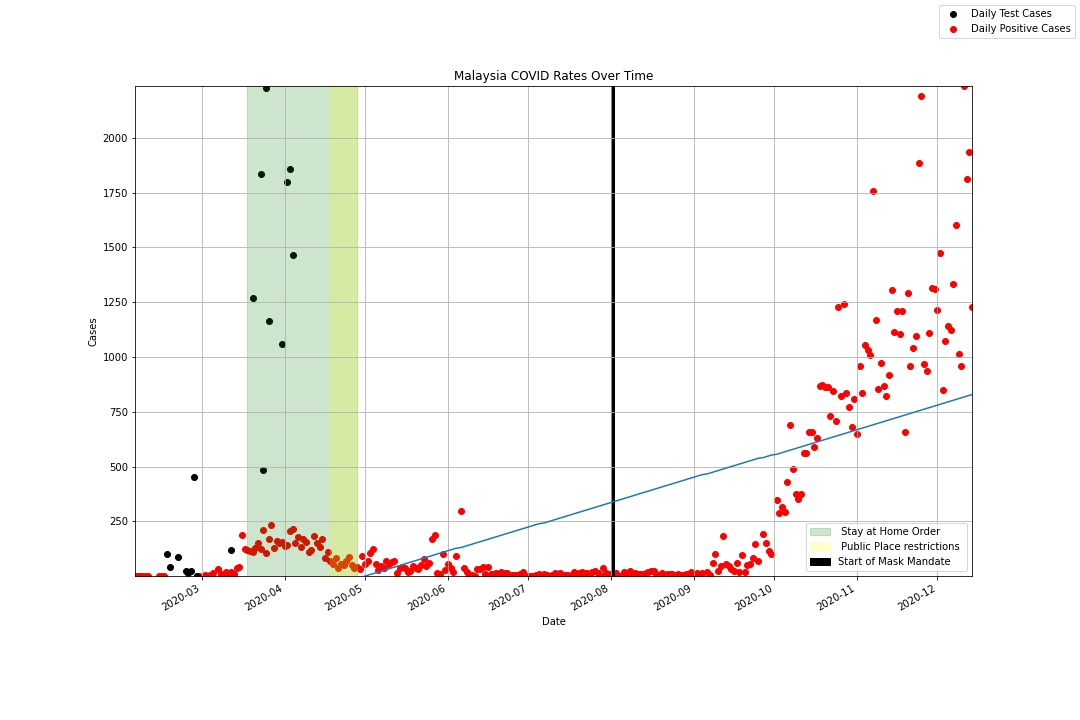 Daily Test Cases
Daily Positive Cases
Malaysia COVID Rates Over Time
2000
1750
1500
1250
1000
750
500
250
Cases
Stay at Home Order
Public Place restrictions
Start of Mask Mandate
2020-03 2020-04 2020-05 2020-06 2020-07 2020-08 2020-09 2020-10 2020-11 2020-12
Date